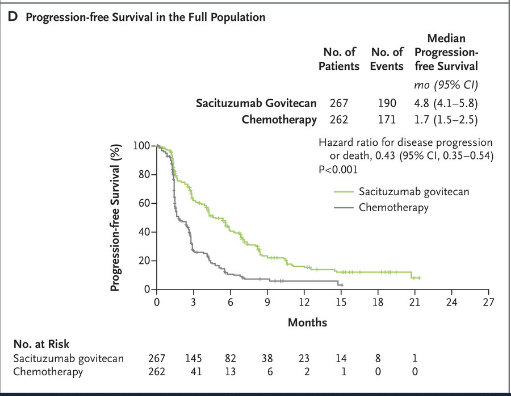 D Progression-free Survival in the Full Population
No. of Patients No. of Events Median Progression-free Survival
mo (95% CI)
Sacituzumab Govitecan 267 190 4.8 (4.1–5.8)
Chemotherapy 262 171 1.7 (1.5–2.5)
Hazard ratio for disease progression
or death, 0.43 (95% CI, 0.35–0.54)
P<0.001
Sacituzumab govitecan
Chemotherapy
Progression-free Survival (%)
100
80
60
40
20
0
0 3 6 9 12 15 18 21 24 27
Months
No. at Risk
Sacituzumab govitecan 267 145 82 38 23 14 8 1
Chemotherapy 262 41 13 6 2 1 0 0